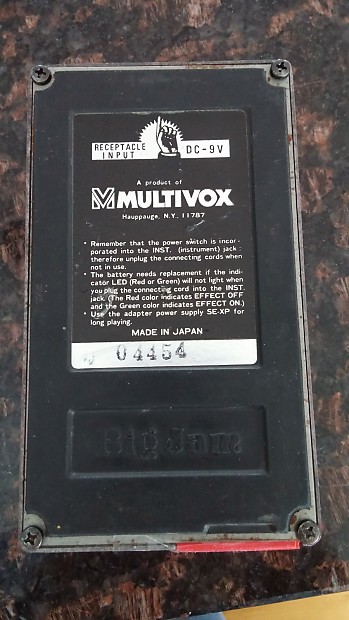 RECEPTACLE
INPUT
DC-9V
A product of
MULTIVOX
Hauppauge, N.Y., 11787
• Remember that the power switch is incor-
porated into the INST. (instrument) jack :
therefore unplug the connecting cords when
not in use.
• The battery needs replacement if the indi-
cator LED (Red or Green) will not light when
you plug the connecting cord into the INST.
jack. (The Red color indicates EFFECT OFF
and the Green color indicates EFFECT ON.)
• Use the adapter power supply SE-XP for
long playing.
MADE IN JAPAN
04454
Big Jam